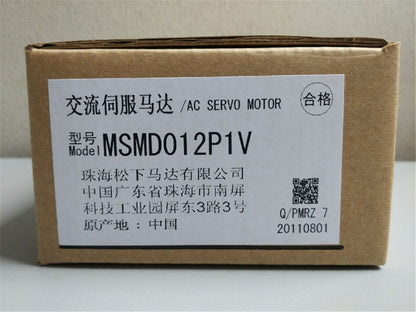 交流伺服马达 /AC SERVO MOTOR
合格
型号
Model MSMD012P1V
珠海松下马达有限公司
中国广东省珠海市南屏
科技工业园屏东3路3号
原产地：中国
Q/PMRZ 7
20110801